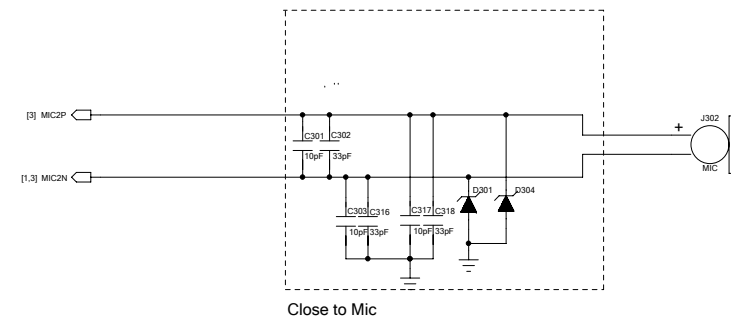 [3] MIC2P
C301 C302
10pF 33pF
+
J302
MIC
[1,3] MIC2N
C303 C316
10pF 33pF
C317 C318
10pF 33pF
D301 D304
Close to Mic